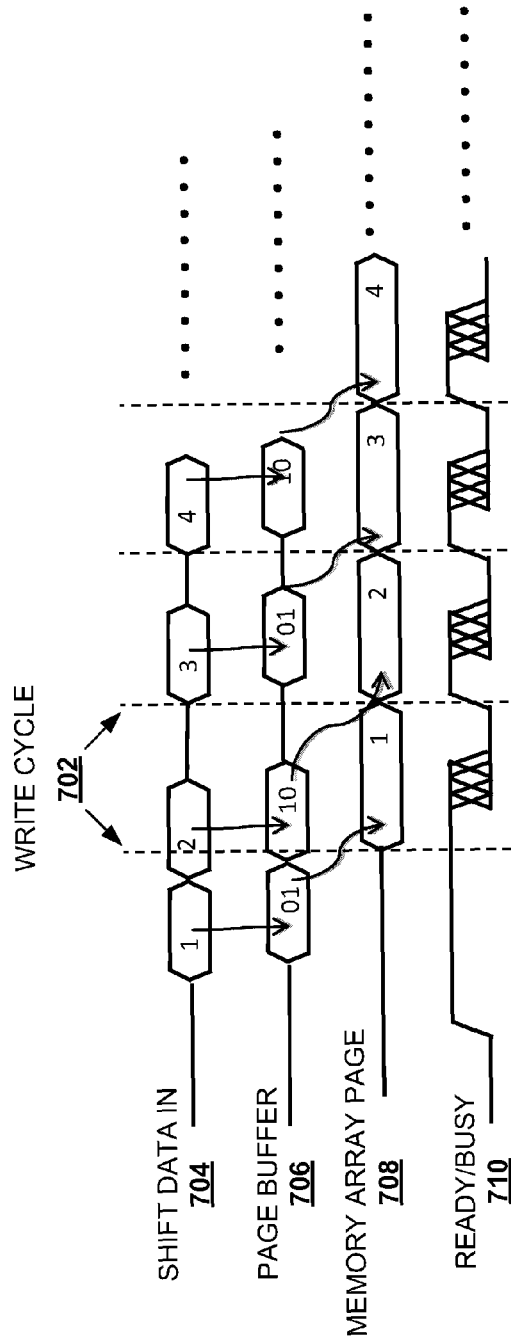 WRITE CYCLE
702
SHIFT DATA IN
704
1 2 3 4
PAGE BUFFER
706
01 10 01 10
MEMORY ARRAY PAGE
708
1 2 3 4
READY/BUSY
710